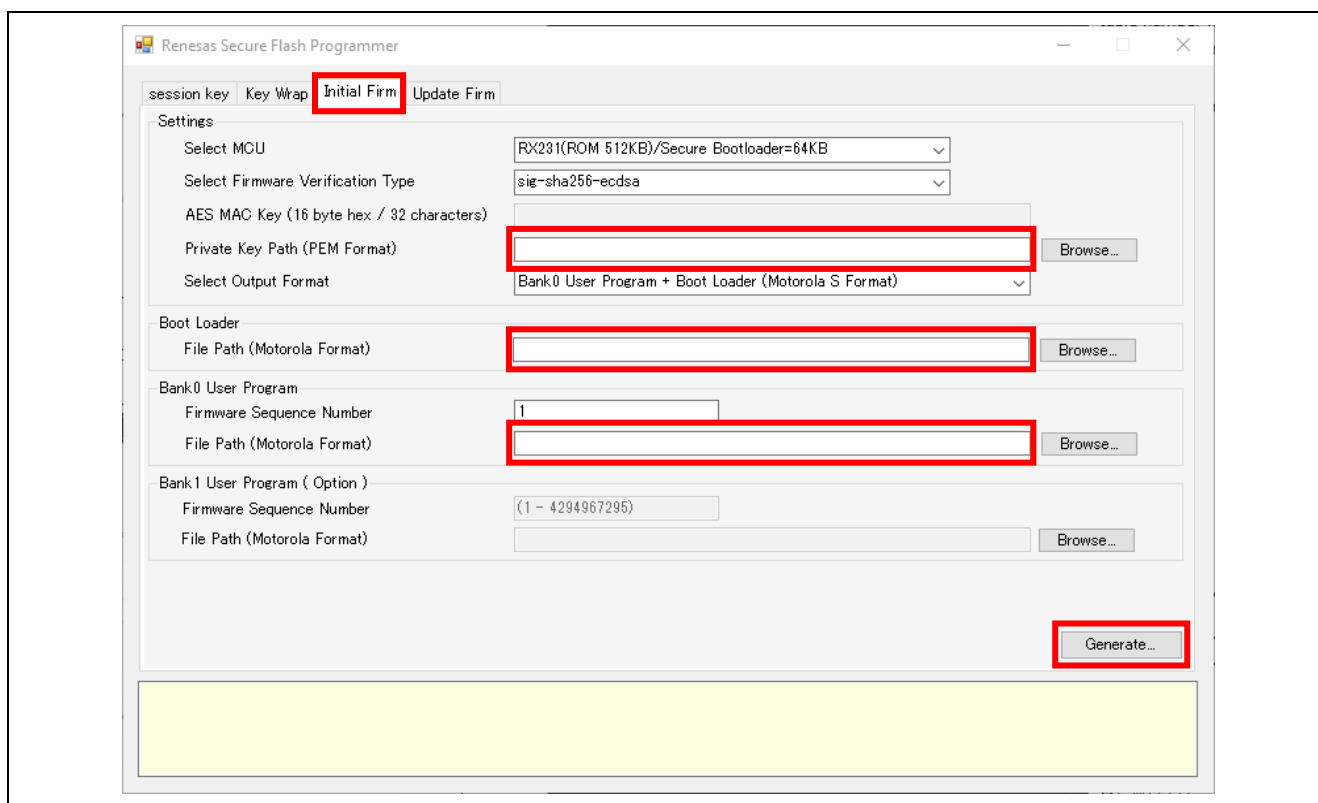 Renesas Secure Flash Programmer
session key Key Wrap Initial Firm Update Firm
Settings
Select MCU RX231(ROM 512KB)/Secure Bootloader=64KB
Select Firmware Verification Type sig-sha256-ecdsa
AES MAC Key (16 byte hex / 32 characters)
Private Key Path (PEM Format) Browse...
Select Output Format Bank0 User Program + Boot Loader (Motorola S Format)
Boot Loader
File Path (Motorola Format) Browse...
Bank0 User Program
Firmware Sequence Number 1
File Path (Motorola Format) Browse...
Bank1 User Program ( Option )
Firmware Sequence Number (1 - 4294967295)
File Path (Motorola Format) Browse...
Generate...